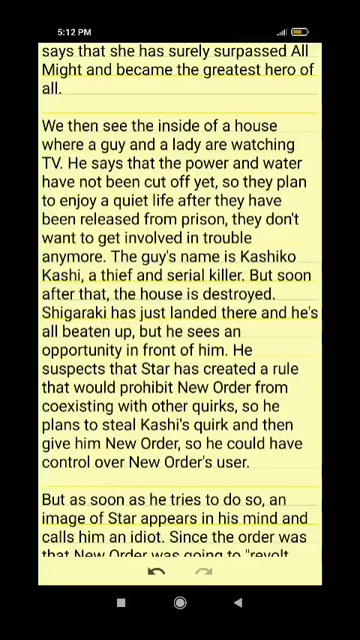 5:12 PM
says that she has surely surpassed All
Might and became the greatest hero of
all.
We then see the inside of a house
where a guy and a lady are watching
TV. He says that the power and water
have not been cut off yet, so they plan
to enjoy a quiet life after they have
been released from prison, they don't
want to get involved in trouble
anymore. The guy's name is Kashiko
Kashi, a thief and serial killer. But soon
after that, the house is destroyed.
Shigaraki has just landed there and he's
all beaten up, but he sees an
opportunity in front of him. He
suspects that Star has created a rule
that would prohibit New Order from
coexisting with other quirks, so he
plans to steal Kashi's quirk and then
give him New Order, so he could have
control over New Order's user.
But as soon as he tries to do so, an
image of Star appears in his mind and
calls him an idiot. Since the order was
that New Order was going to "revolt